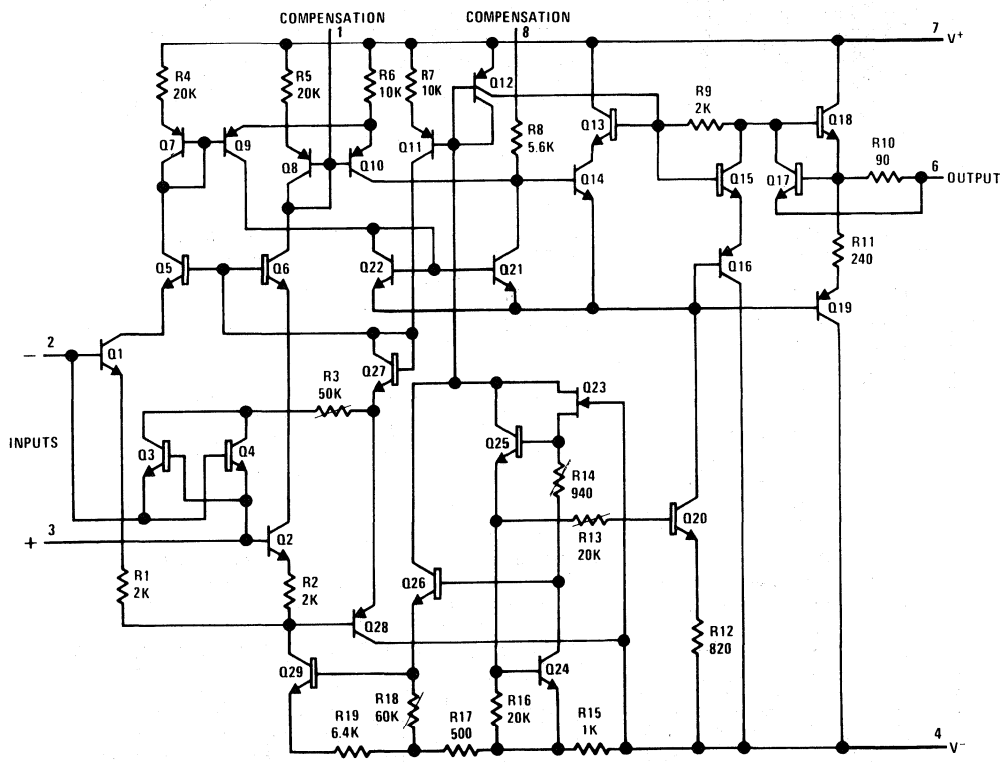 COMPENSATION
1
COMPENSATION
8
7
V+
R4
20K
R5
20K
R6
10K
R7
10K
Q12
R9
2K
Q7
Q9
Q8
Q10
Q11
R8
5.6K
Q13
Q14
Q15
Q17
Q18
R10
90
6
OUTPUT
Q5
Q6
Q22
Q21
Q16
R11
240
Q19
−
2
Q1
Q27
R3
50K
Q23
INPUTS
Q3
Q4
Q25
R14
940
+
3
Q2
R13
20K
Q20
R1
2K
R2
2K
Q26
Q28
R12
820
Q29
Q24
R18
60K
R16
20K
R19
6.4K
R17
500
R15
1K
4
V−